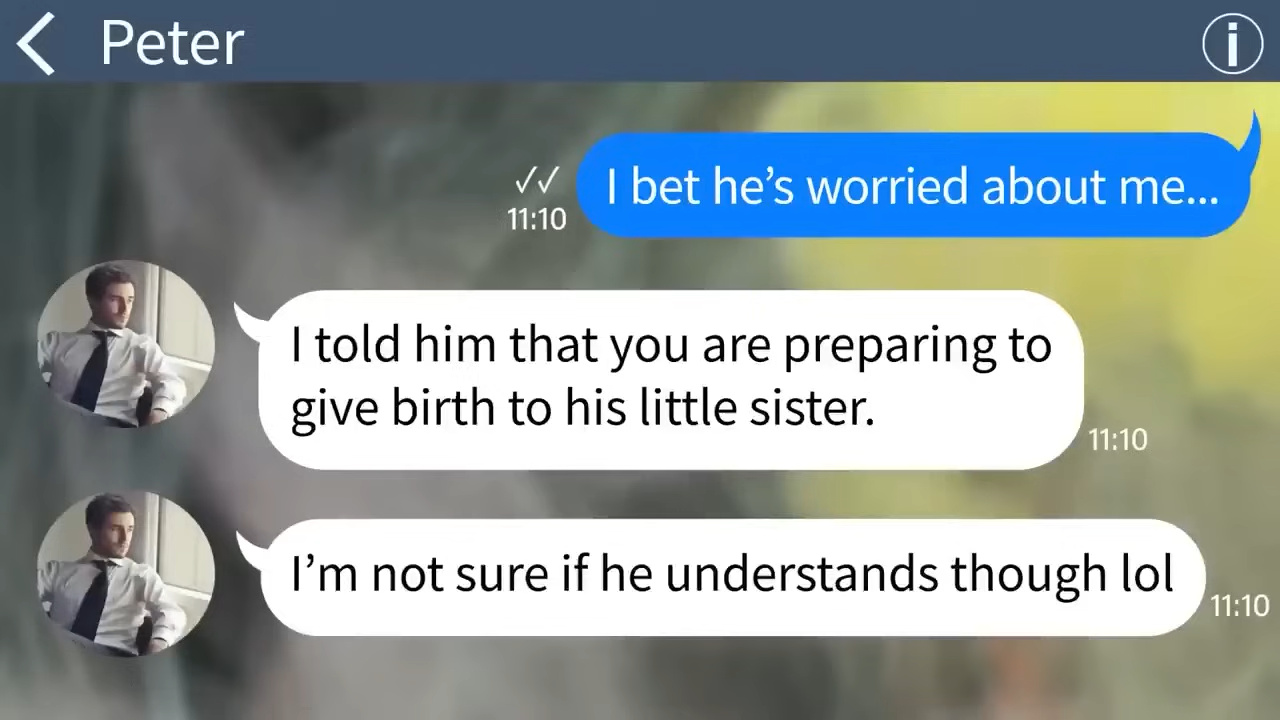 Peter
I bet he’s worried about me...
✓✓
11:10
I told him that you are preparing to
give birth to his little sister.
11:10
I’m not sure if he understands though lol
11:10